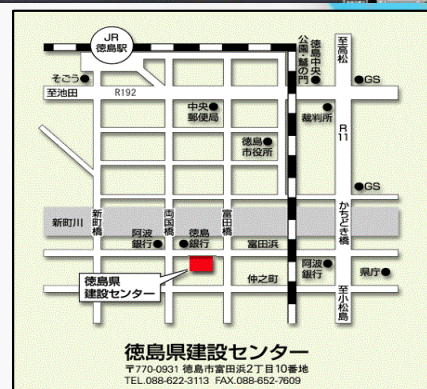 JR
徳島駅
そごう
至池田
R192
中央
郵便局
徳島
市役所
公園・鷲の門
徳島中央
裁判所
至高松
GS
R11
GS
新町川
新町橋
両国橋
富田橋
かちどき橋
阿波
銀行
徳島
銀行
富田浜
徳島県
建設センター
仲之町
阿波
銀行
県庁
至小松島
徳島県建設センター
〒770-0931 徳島市富田浜2丁目10番地
TEL.088-622-3113 FAX.088-652-7609